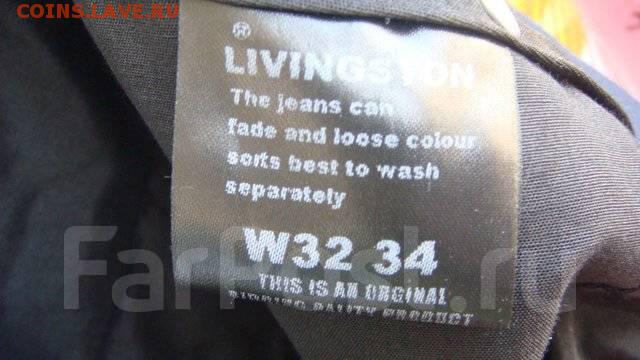 COINS.LAVE.RU
®
LIVINGSTON
The jeans can
fade and loose colour
sorts best to wash
separately
W32 34
THIS IS AN ORGINAL
PRODUCT
FarPost.ru